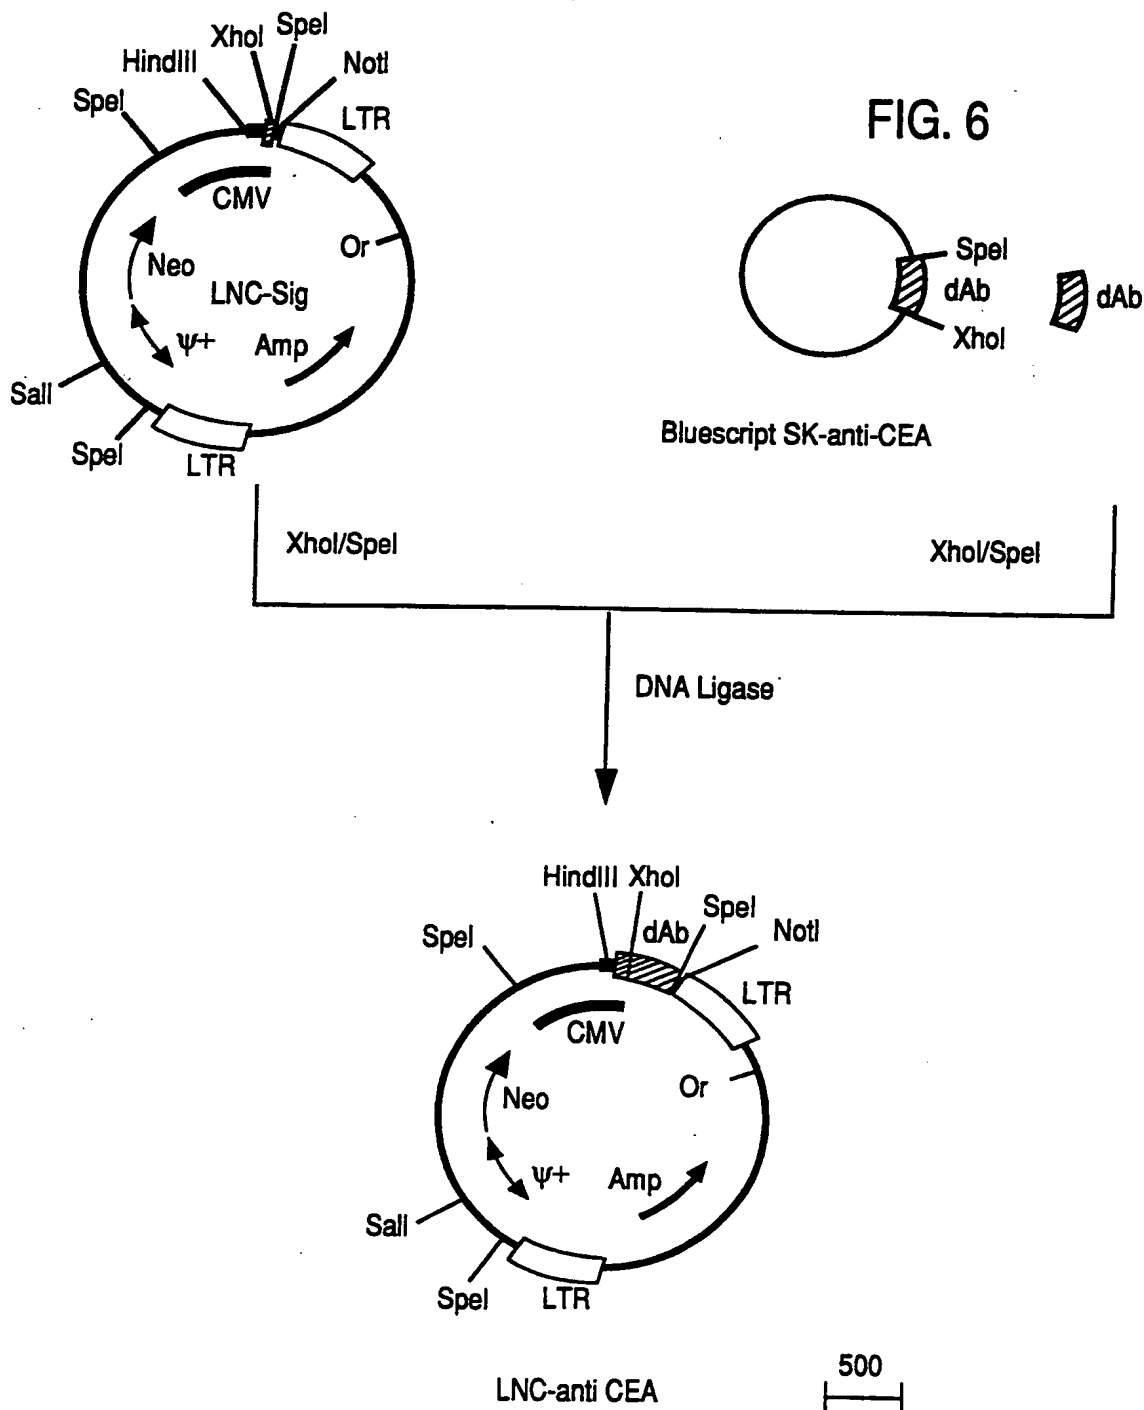 FIG. 6
HindIII
XhoI
SpeI
NotI
SpeI
LTR
CMV
Or
Neo
LNC-Sig
ψ+
Amp
SalI
SpeI
LTR
SpeI
dAb
XhoI
dAb
Bluescript SK-anti-CEA
XhoI/SpeI
XhoI/SpeI
DNA Ligase
HindIII
XhoI
SpeI
dAb
NotI
SpeI
LTR
CMV
Or
Neo
ψ+
Amp
SalI
SpeI
LTR
LNC-anti CEA
500